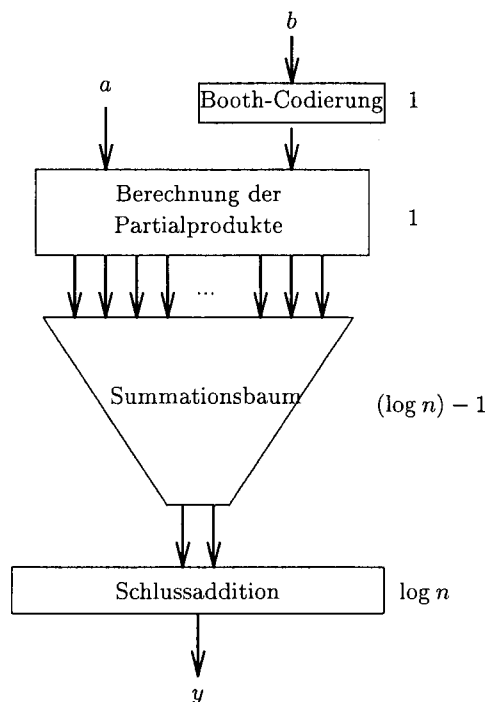 b
a
Booth-Codierung 1
Berechnung der
Partialprodukte 1
...
Summationsbaum (log n) − 1
Schlussaddition log n
y